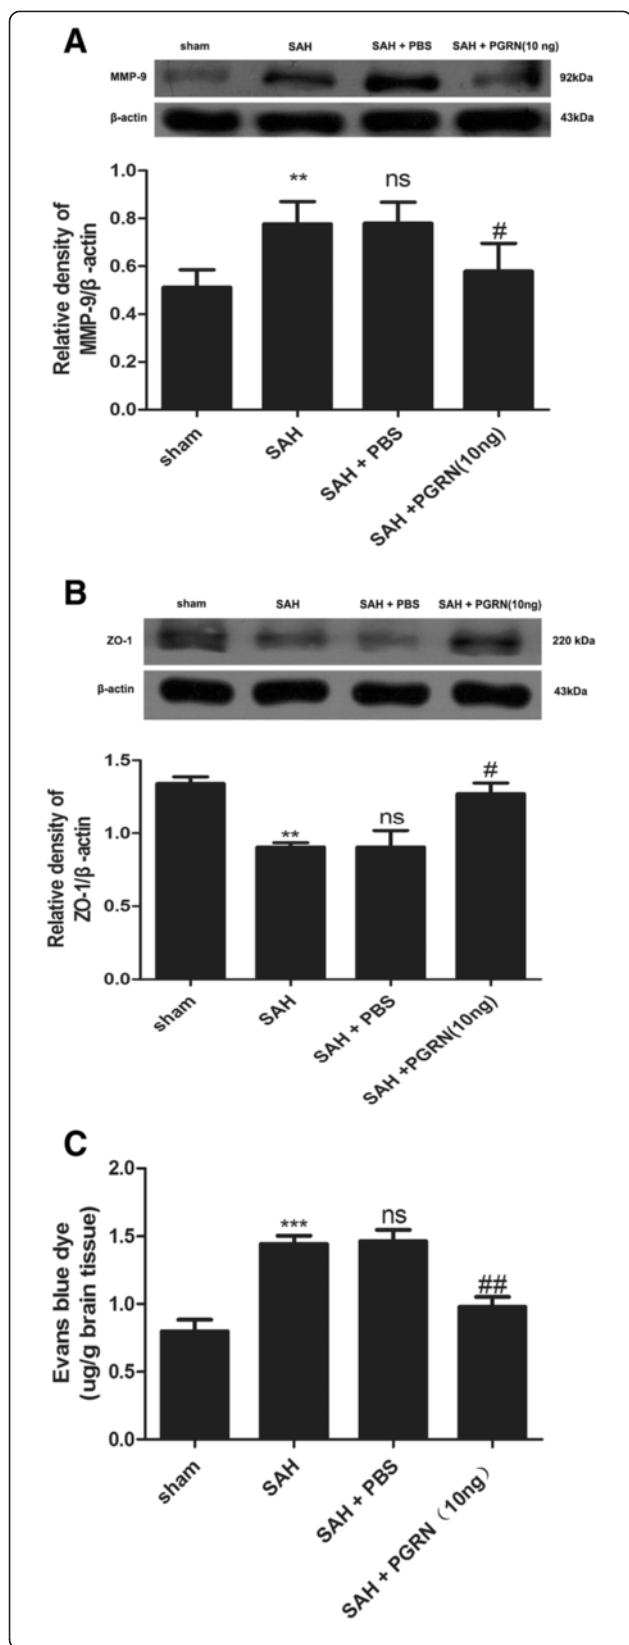 A
sham SAH SAH + PBS SAH + PGRN(10 ng)
MMP-9 92kDa
β-actin 43kDa
Relative density of
MMP-9/β -actin
1.0
0.8
0.6
0.4
0.2
0.0
** ns #
sham SAH SAH + PBS SAH +PGRN(10ng)
B
sham SAH SAH + PBS SAH + PGRN(10ng)
ZO-1 220 kDa
β-actin 43kDa
Relative density of
ZO-1/β -actin
1.5
1.0
0.5
0.0
** ns #
sham SAH SAH + PBS SAH +PGRN(10ng)
C
Evans blue dye
(ug/g brain tissue)
2.0
1.5
1.0
0.5
0.0
*** ns ##
sham SAH SAH + PBS SAH + PGRN（10ng）